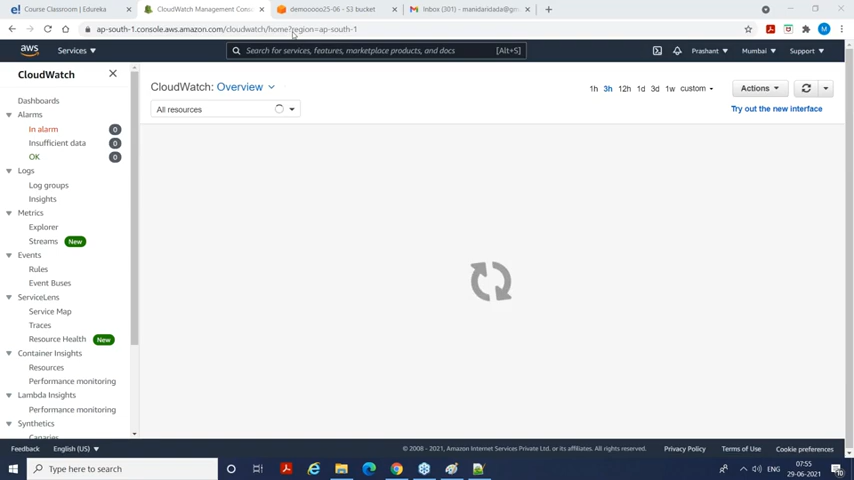 Course Classroom | Edureka
CloudWatch Management Conso
demooooo25-06 - S3 bucket
Inbox (301) - manidaridada@gm
ap-south-1.console.aws.amazon.com/cloudwatch/home?region=ap-south-1
M
aws
Services
Search for services, features, marketplace products, and docs
[Alt+S]
Prashant
Mumbai
Support
CloudWatch
CloudWatch: Overview
1h 3h 12h 1d 3d 1w custom
Actions
All resources
Try out the new interface
Dashboards
Alarms
In alarm 0
Insufficient data 0
OK 0
Logs
Log groups
Insights
Metrics
Explorer
Streams New
Events
Rules
Event Buses
ServiceLens
Service Map
Traces
Resource Health New
Container Insights
Resources
Performance monitoring
Lambda Insights
Performance monitoring
Synthetics
Canaries
Feedback English (US)
© 2008 - 2021, Amazon Internet Services Private Ltd. or its affiliates. All rights reserved.
Privacy Policy Terms of Use Cookie preferences
Type here to search
ENG
07:55
29-06-2021